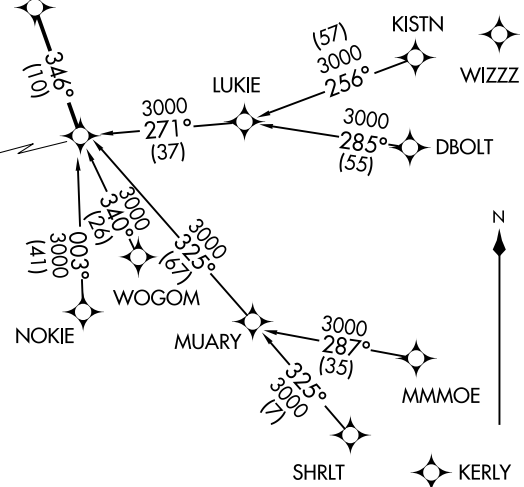 KISTN
WIZZZ
(57)
3000
256°
346°
(10)
LUKIE
3000
271°
(37)
3000
285°
(55)
DBOLT
N
3000
340°
(26)
003°
3000
(41)
3000
325°
(67)
WOGOM
NOKIE
MUARY
3000
287°
(35)
MMMOE
325°
3000
(7)
SHRLT
KERLY